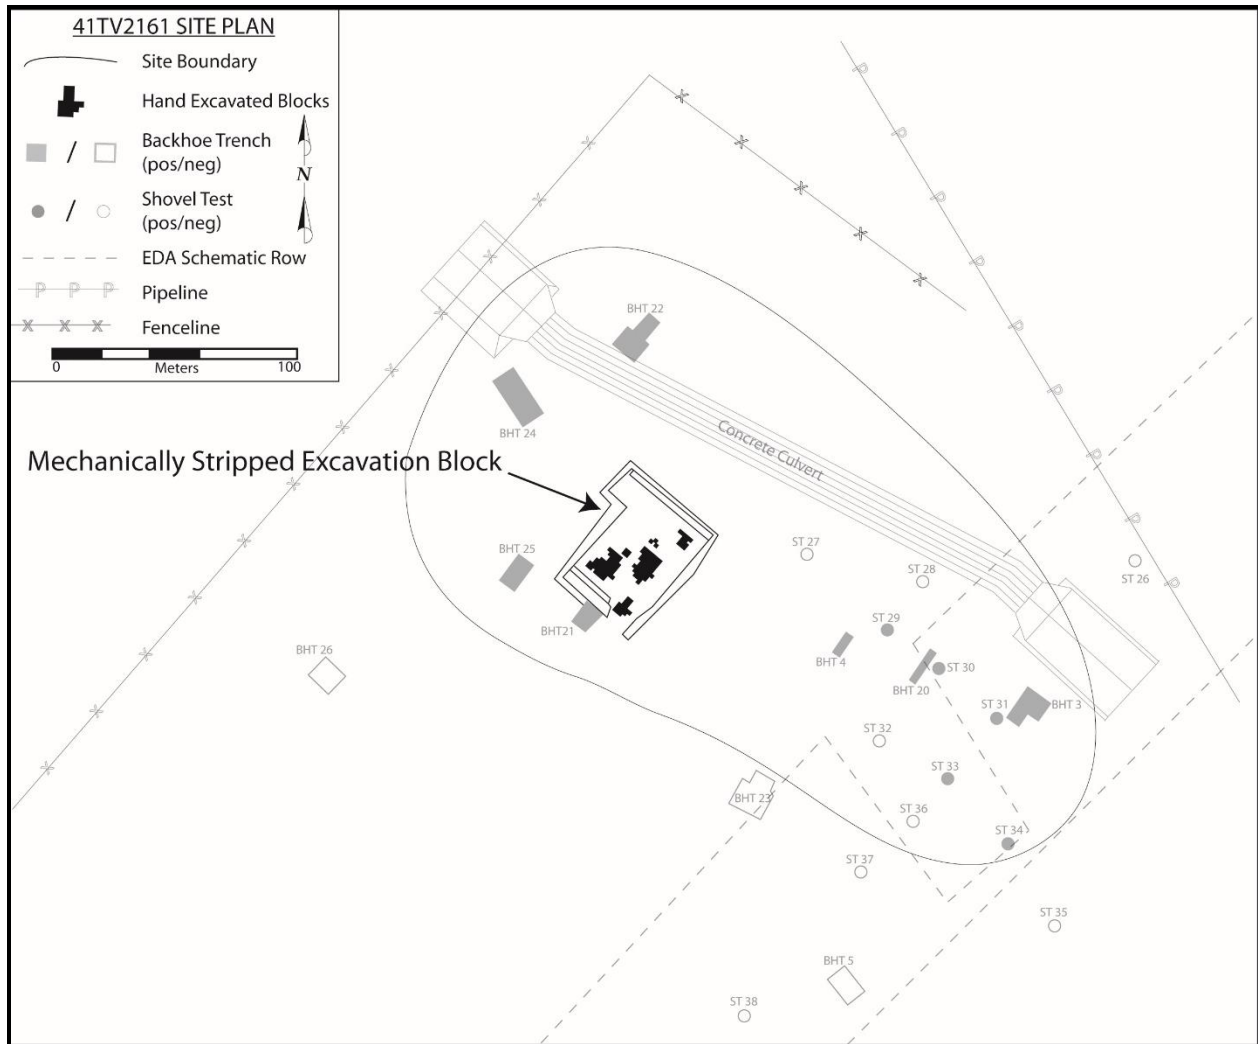 41TV2161 SITE PLAN
Site Boundary
Hand Excavated Blocks
Backhoe Trench
(pos/neg)
N
Shovel Test
(pos/neg)
EDA Schematic Row
P P P
Pipeline
X X X
Fenceline
0 Meters 100
BHT 22
BHT 24
Concrete Culvert
Mechanically Stripped Excavation Block
BHT 25
BHT21
BHT 26
ST 27
ST 28
ST 26
ST 29
BHT 4
ST 30
BHT 20
ST 31
BHT 3
ST 32
ST 33
BHT 23
ST 36
ST 34
ST 37
ST 35
BHT 5
ST 38